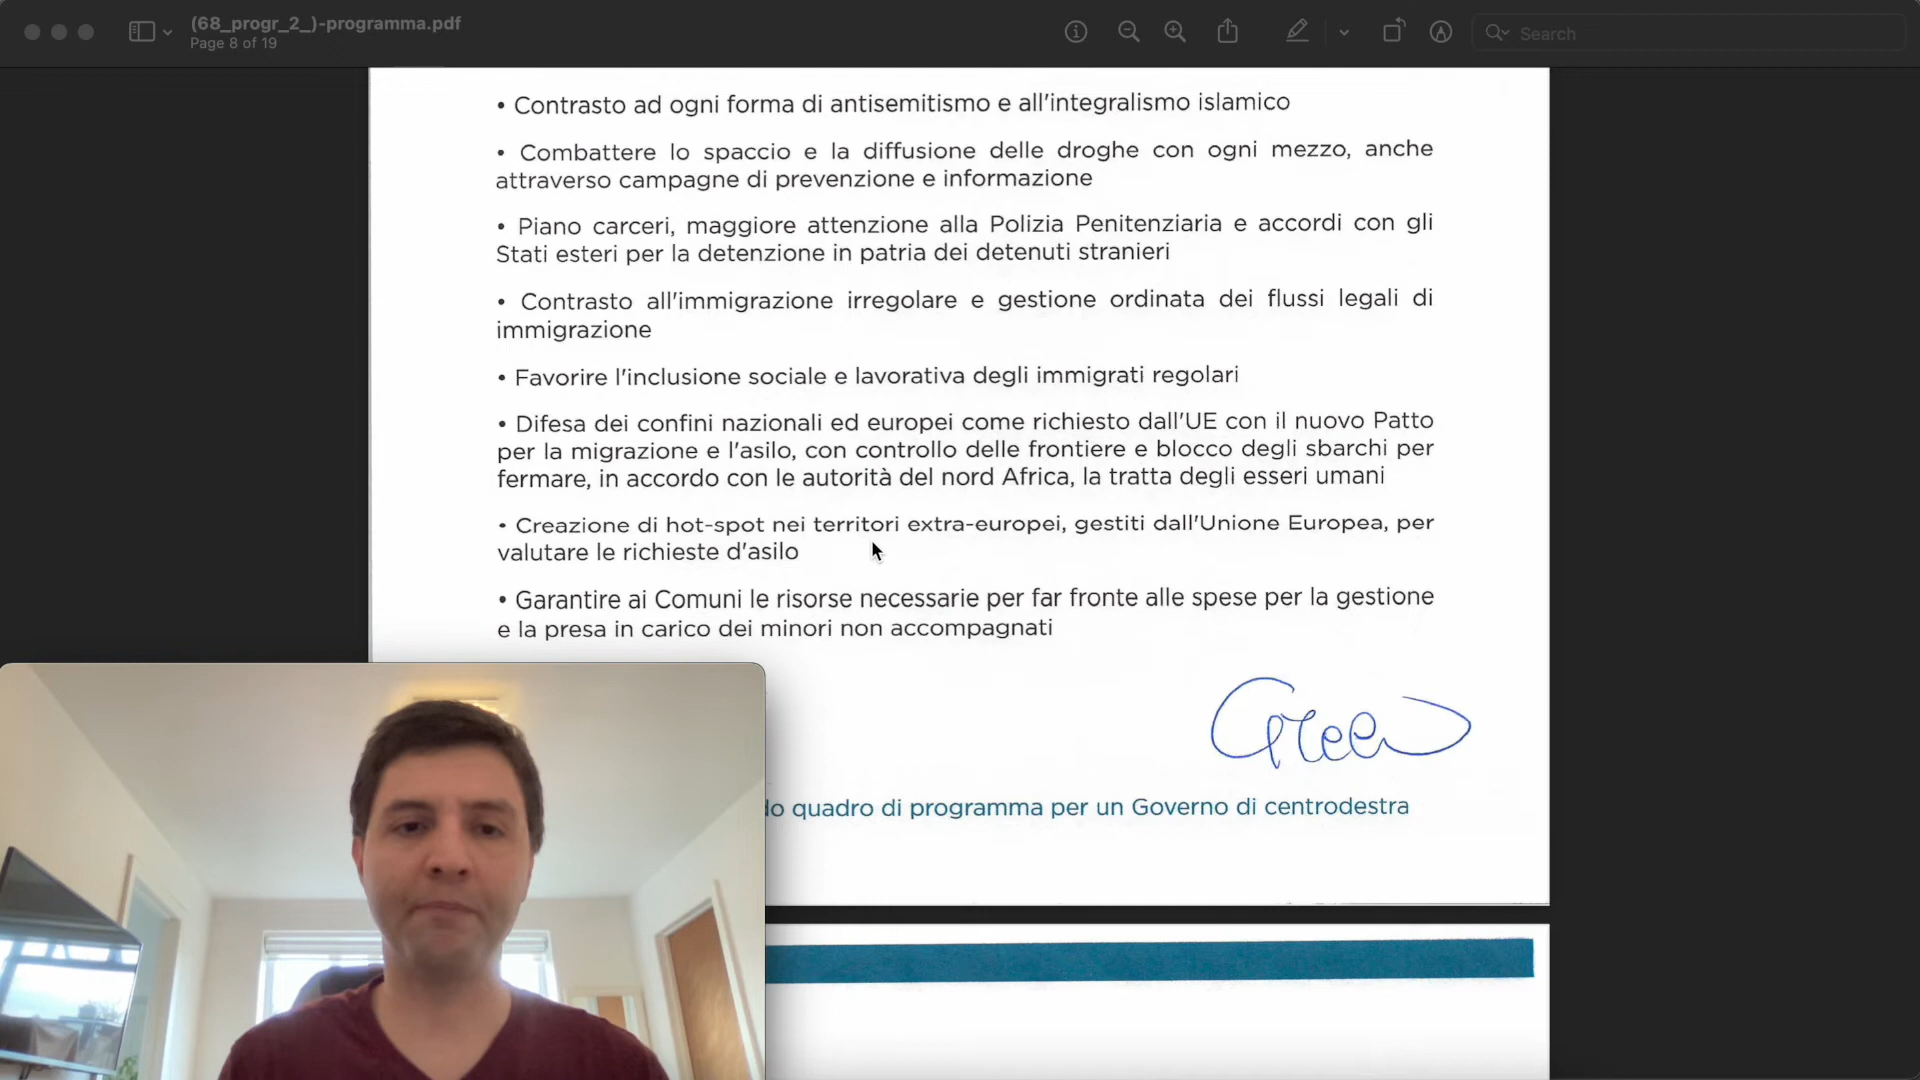 (68_progr_2_)-programma.pdf
Page 8 of 19
Search
• Contrasto ad ogni forma di antisemitismo e all'integralismo islamico
• Combattere lo spaccio e la diffusione delle droghe con ogni mezzo, anche
attraverso campagne di prevenzione e informazione
• Piano carceri, maggiore attenzione alla Polizia Penitenziaria e accordi con gli
Stati esteri per la detenzione in patria dei detenuti stranieri
• Contrasto all'immigrazione irregolare e gestione ordinata dei flussi legali di
immigrazione
• Favorire l'inclusione sociale e lavorativa degli immigrati regolari
• Difesa dei confini nazionali ed europei come richiesto dall'UE con il nuovo Patto
per la migrazione e l'asilo, con controllo delle frontiere e blocco degli sbarchi per
fermare, in accordo con le autorità del nord Africa, la tratta degli esseri umani
• Creazione di hot-spot nei territori extra-europei, gestiti dall'Unione Europea, per
valutare le richieste d'asilo
• Garantire ai Comuni le risorse necessarie per far fronte alle spese per la gestione
e la presa in carico dei minori non accompagnati
quadro di programma per un Governo di centrodestra